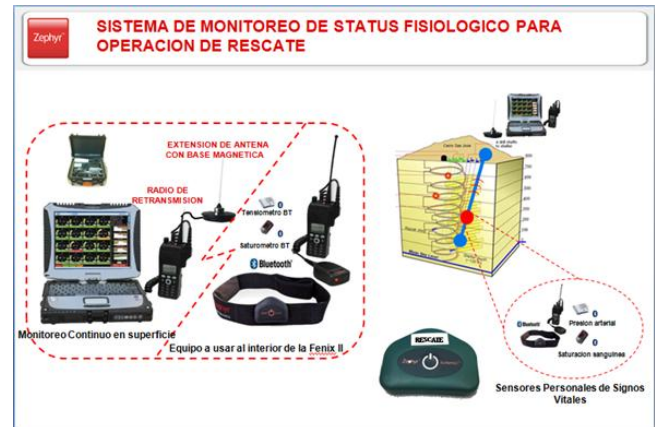 Zephyr
SISTEMA DE MONITOREO DE STATUS FISIOLOGICO PARA
OPERACION DE RESCATE
EXTENSION DE ANTENA
CON BASE MAGNETICA
RADIO DE
RETRANSMISION
Tensiometro BT
Saturometro BT
Bluetooth
Monitoreo Continuo en superficie
Equipo a usar al interior de la Fenix II
RESCATE
Bluetooth
Presion arterial
Saturacion sanguinea
Sensores Personales de Signos
Vitales